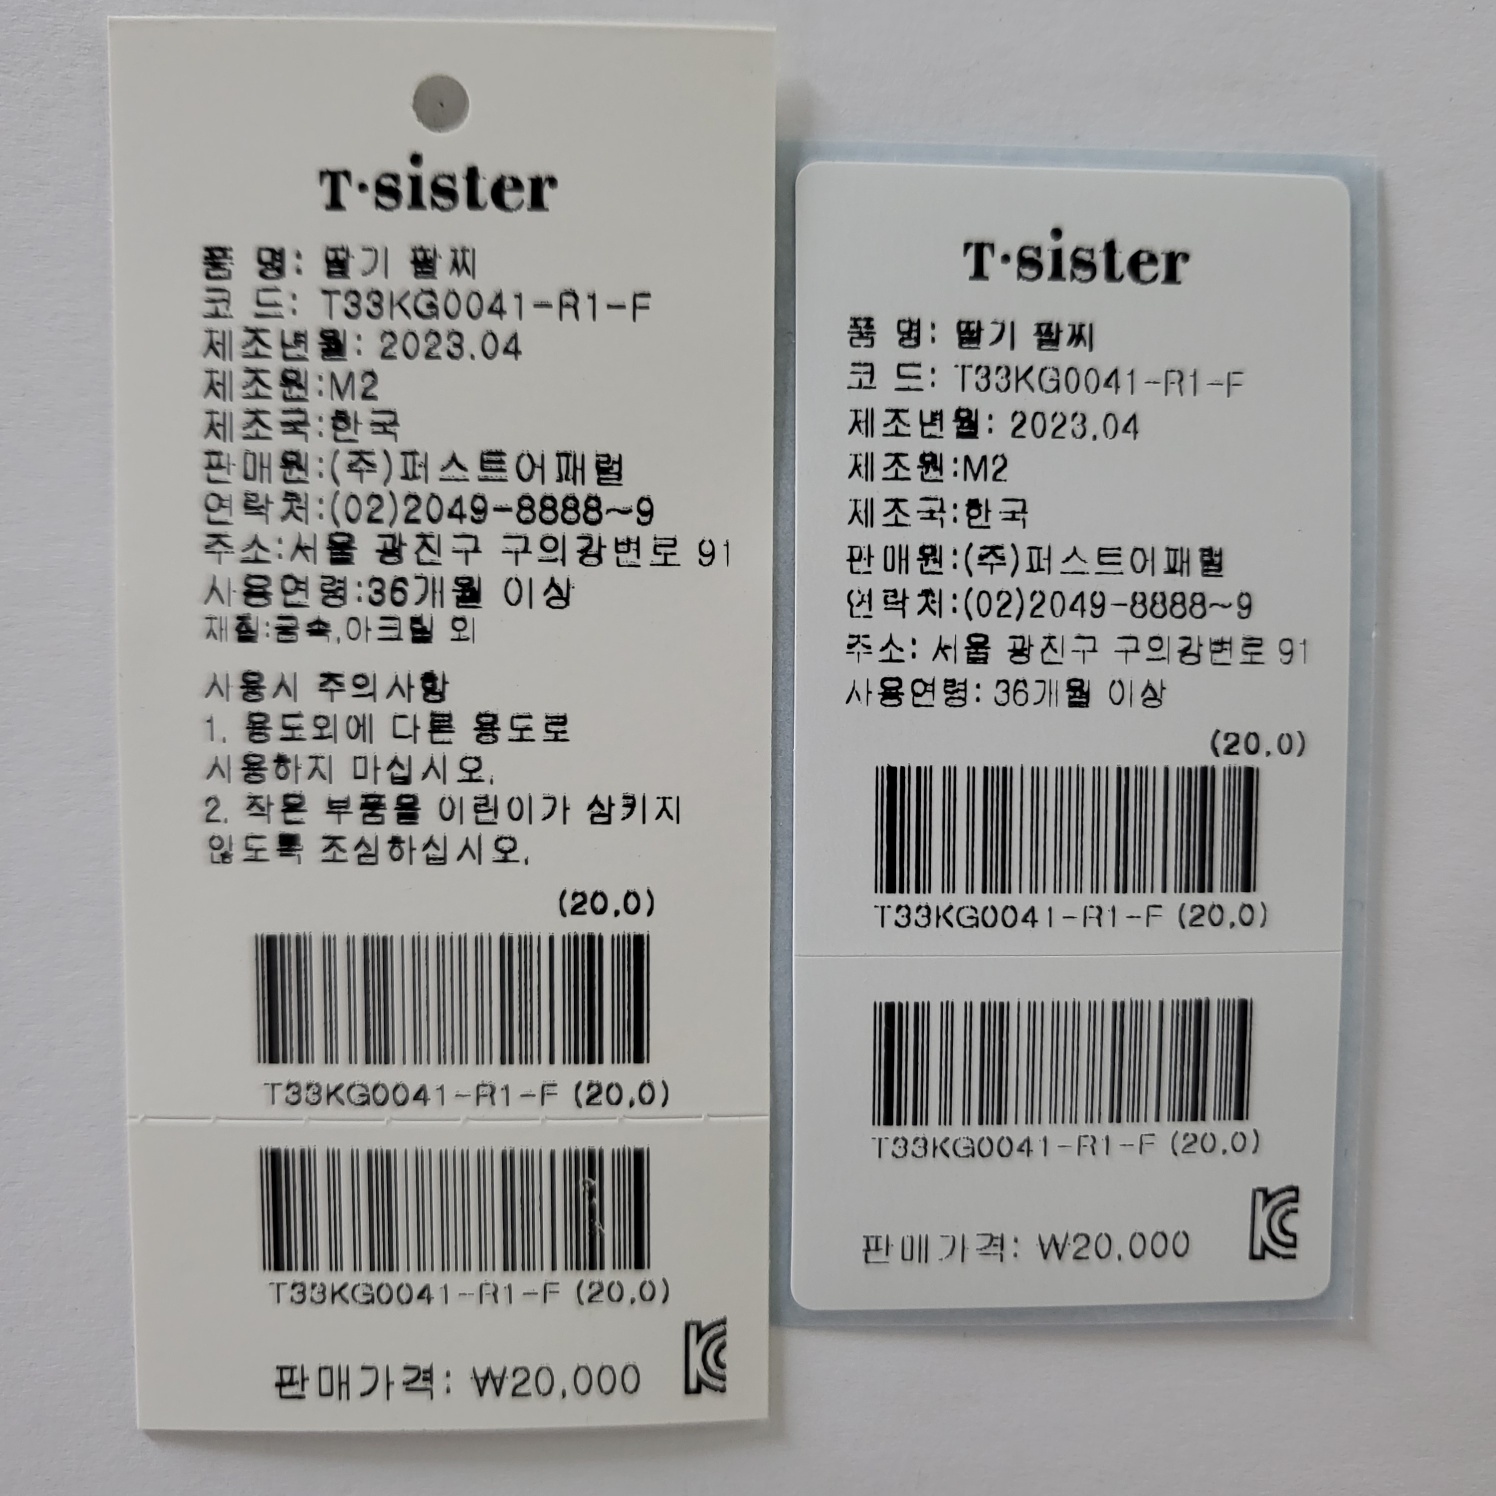 T·sister
품 명: 딸기 팔찌
코 드: T33KG0041-R1-F
제조년월: 2023.04
제조원:M2
제조국:한국
판매원:(주)퍼스트어패럴
연락처:(02)2049-8888~9
주소:서울 광진구 구의강변로 91
사용연령:36개월 이상
재질:금속,아크릴 외
사용시 주의사항
1. 용도외에 다른 용도로
사용하지 마십시오.
2. 작은 부품을 어린이가 삼키지
않도록 조심하십시오.
(20.0)
T33KG0041-R1-F (20.0)
T33KG0041-R1-F (20.0)
판매가격: ₩20,000
KC
T·sister
품 명: 딸기 팔찌
코 드: T33KG0041-R1-F
제조년월: 2023.04
제조원:M2
제조국:한국
판매원:(주)퍼스트어패럴
연락처:(02)2049-8888~9
주소: 서울 광진구 구의강변로 91
사용연령: 36개월 이상
(20.0)
T33KG0041-R1-F (20.0)
T33KG0041-R1-F (20.0)
판매가격: ₩20,000
KC